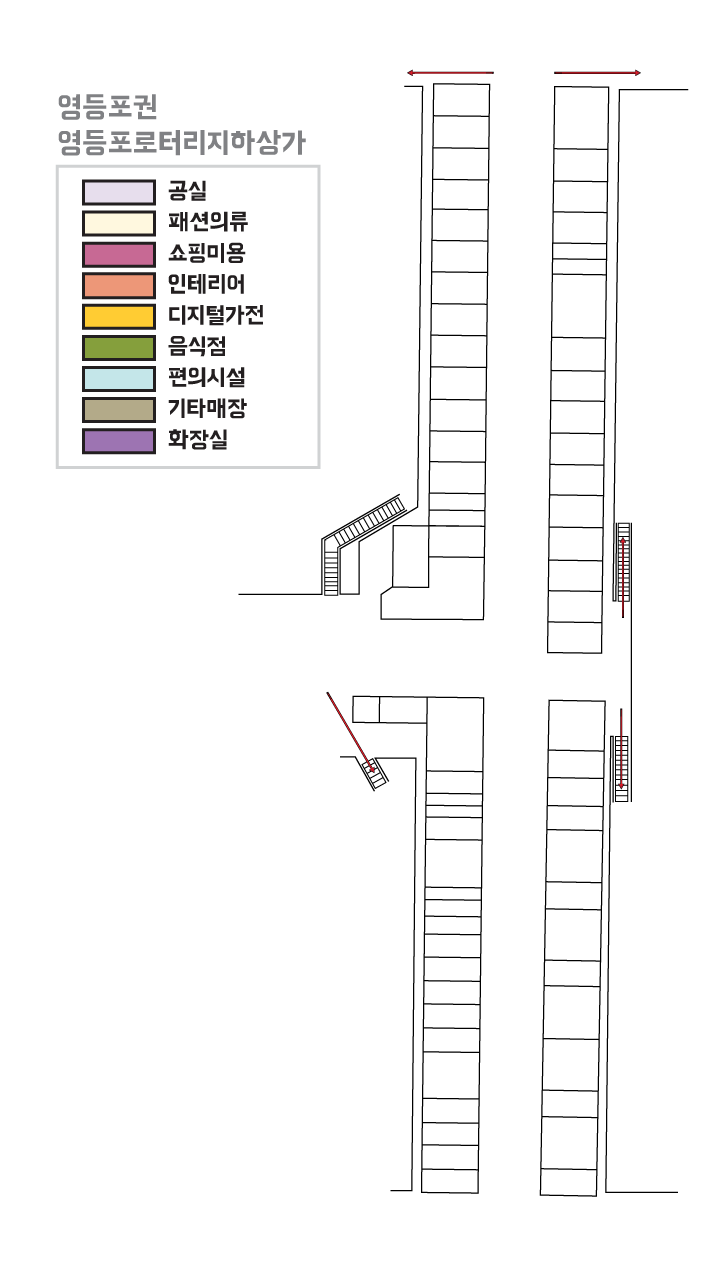 영등포권
영등포로터리지하상가
공실
패션의류
쇼핑미용
인테리어
디지털가전
음식점
편의시설
기타매장
화장실